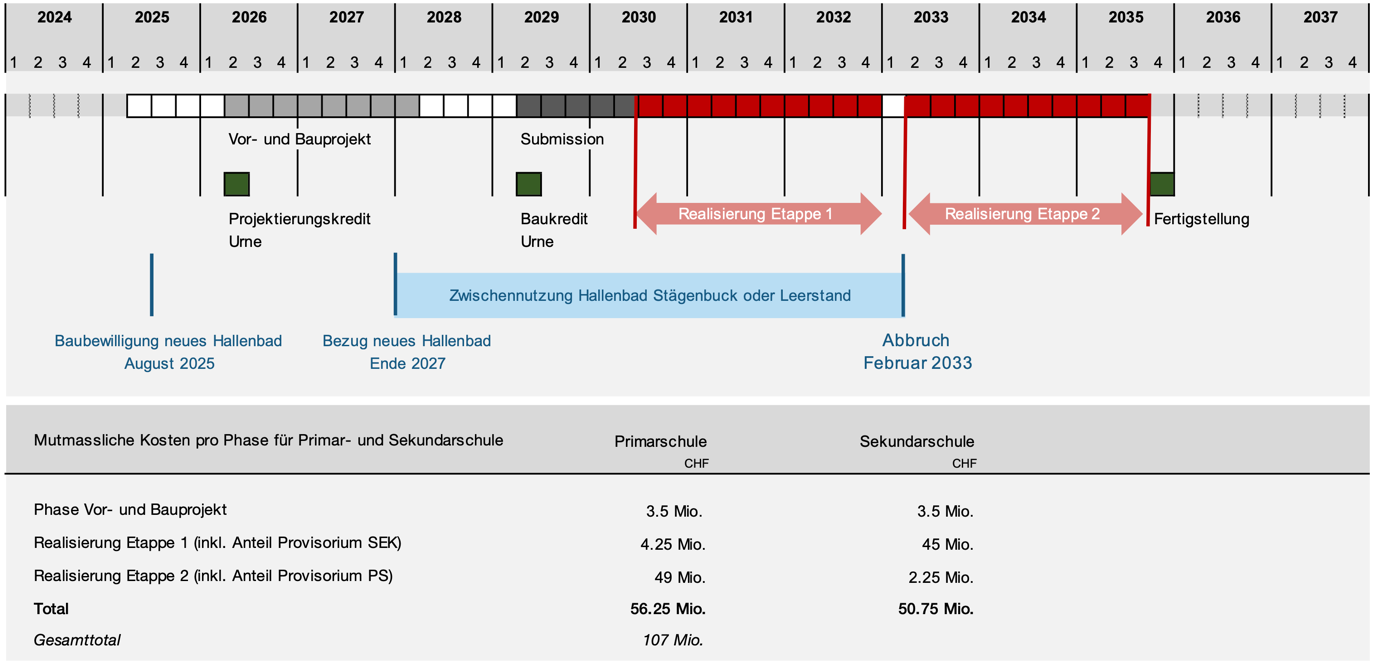 2024 2025 2026 2027 2028 2029 2030 2031 2032 2033 2034 2035 2036 2037
1 2 3 4 1 2 3 4 1 2 3 4 1 2 3 4 1 2 3 4 1 2 3 4 1 2 3 4 1 2 3 4 1 2 3 4 1 2 3 4 1 2 3 4 1 2 3 4 1 2 3 4 1 2 3 4
Vor- und Bauprojekt Submission
Realisierung Etappe 1 Realisierung Etappe 2
Projektierungskredit Baukredit Fertigstellung
Urne Urne
Zwischennutzung Hallenbad Stägenbuck oder Leerstand
Baubewilligung neues Hallenbad Bezug neues Hallenbad Abbruch
August 2025 Ende 2027 Februar 2033
Mutmassliche Kosten pro Phase für Primar- und Sekundarschule Primarschule Sekundarschule
CHF CHF
Phase Vor- und Bauprojekt 3.5 Mio. 3.5 Mio.
Realisierung Etappe 1 (inkl. Anteil Provisorium SEK) 4.25 Mio. 45 Mio.
Realisierung Etappe 2 (inkl. Anteil Provisorium PS) 49 Mio. 2.25 Mio.
Total 56.25 Mio. 50.75 Mio.
Gesamttotal 107 Mio.